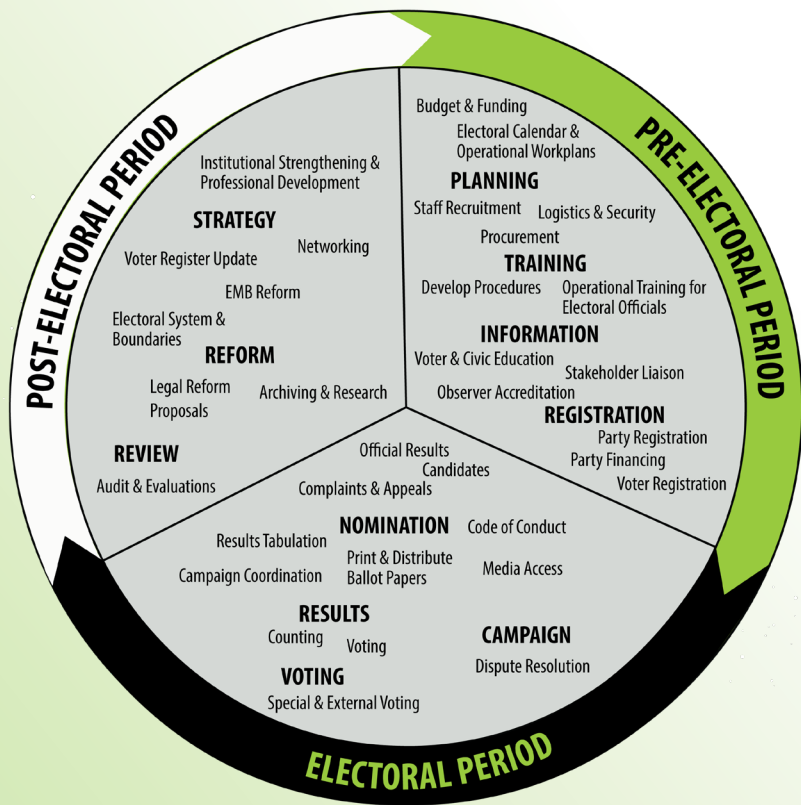 POST-ELECTORAL PERIOD
Institutional Strengthening &
Professional Development
STRATEGY
Networking
Voter Register Update
EMB Reform
Electoral System &
Boundaries
REFORM
Legal Reform
Proposals
Archiving & Research
REVIEW
Audit & Evaluations
PRE-ELECTORAL PERIOD
Budget & Funding
Electoral Calendar &
Operational Workplans
PLANNING
Staff Recruitment
Logistics & Security
Procurement
TRAINING
Develop Procedures
Operational Training for
Electoral Officials
INFORMATION
Voter & Civic Education
Stakeholder Liaison
Observer Accreditation
REGISTRATION
Party Registration
Party Financing
Voter Registration
Official Results
Candidates
Complaints & Appeals
NOMINATION
Code of Conduct
Results Tabulation
Print & Distribute
Ballot Papers
Media Access
Campaign Coordination
RESULTS
Counting
Voting
CAMPAIGN
Dispute Resolution
VOTING
Special & External Voting
ELECTORAL PERIOD